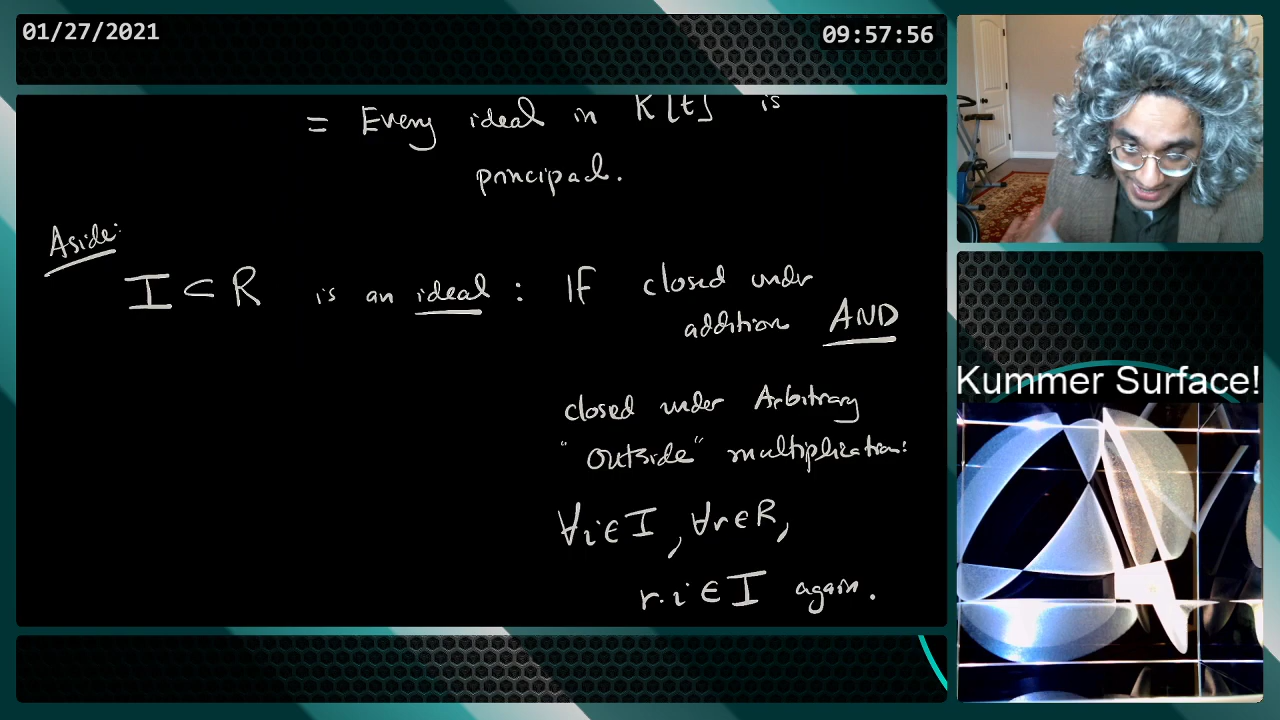 01/27/2021
09:57:56
= Every ideal in K[t] is
principal.
Aside:
I ⊂ R is an ideal : If closed under
addition AND
closed under Arbitrary
"outside" multiplication:
∀i∈I, ∀r∈R,
r.i ∈ I again.
Kummer Surface!